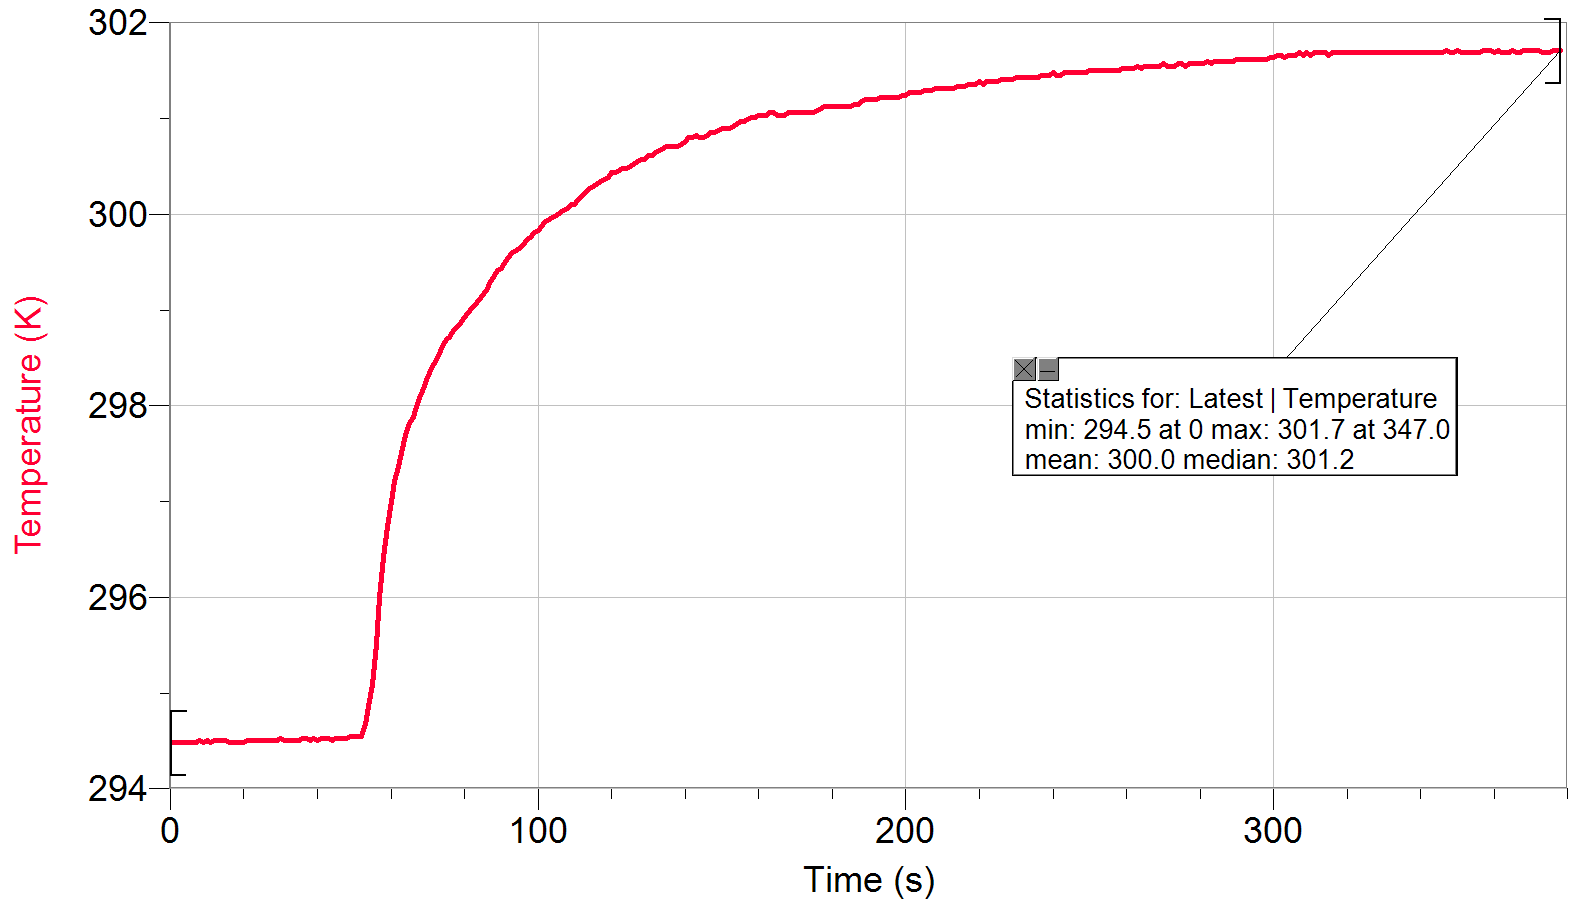 302
300
298
296
294
Temperature (K)
0 100 200 300
Time (s)
Statistics for: Latest | Temperature
min: 294.5 at 0 max: 301.7 at 347.0
mean: 300.0 median: 301.2